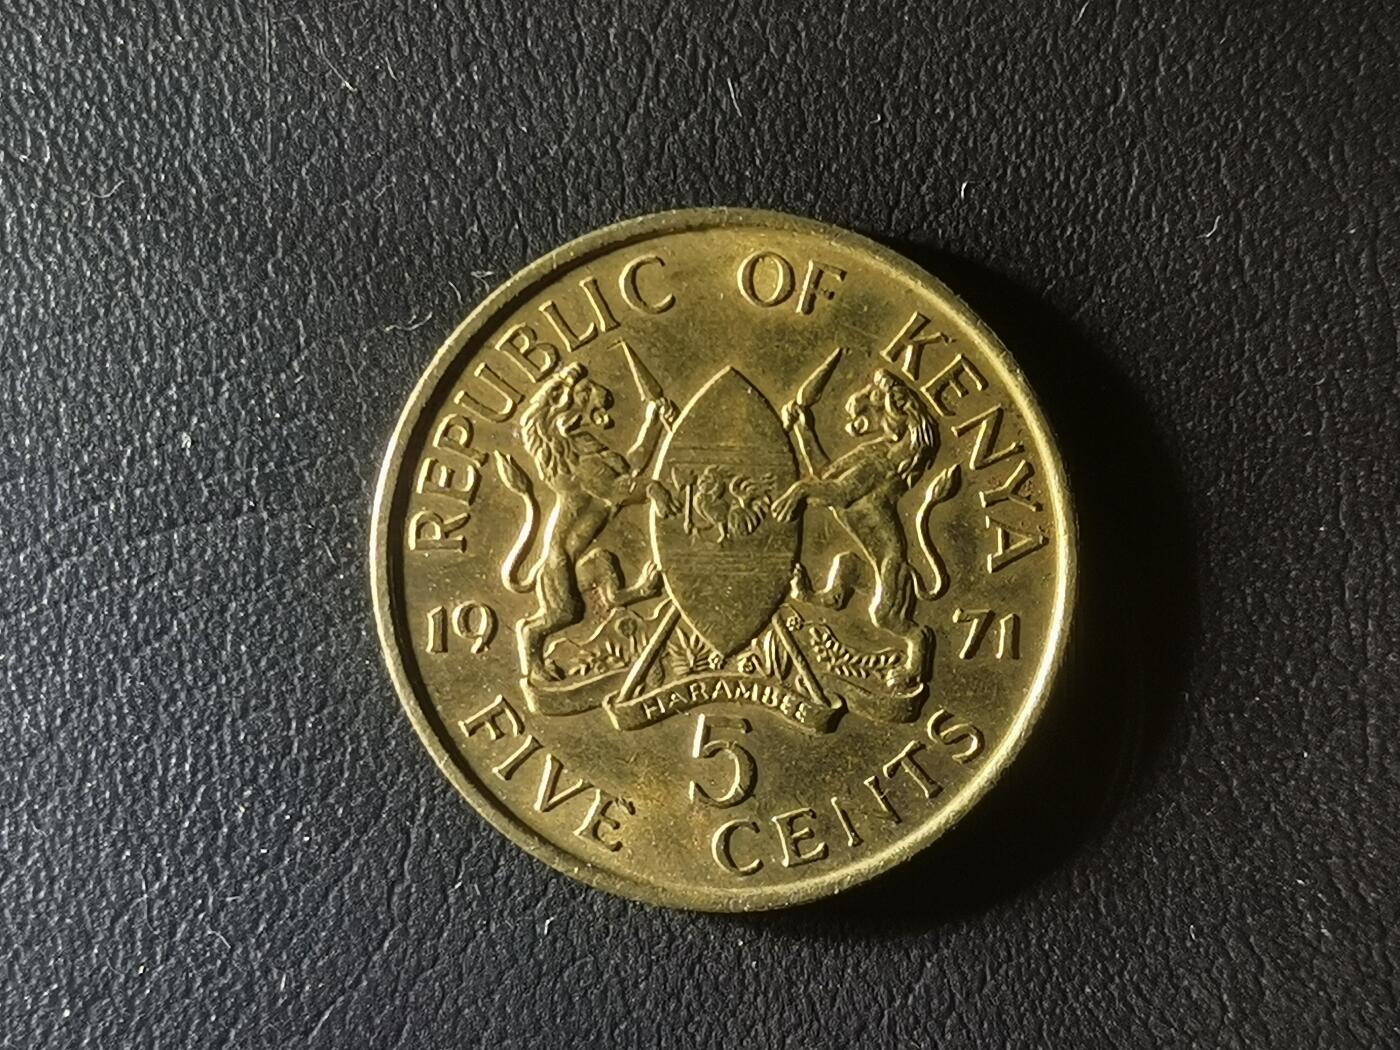 REPUBLIC OF KENYA
19 71
HARAMBEE
5
FIVE CENTS